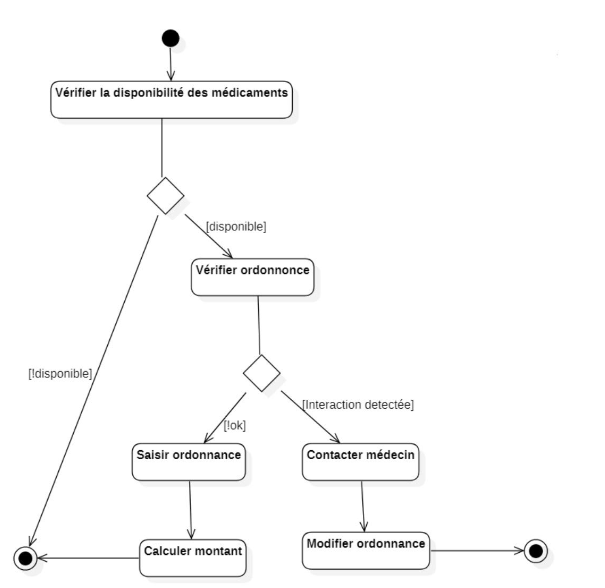 Vérifier la disponibilité des médicaments
[disponible]
Vérifier ordonnonce
[!disponible]
[Interaction detectée]
[!ok]
Saisir ordonnance
Contacter médecin
Calculer montant
Modifier ordonnance